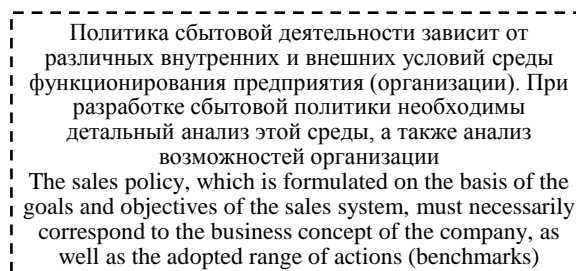 Политика сбытовой деятельности зависит от
различных внутренних и внешних условий среды
функционирования предприятия (организации). При
разработке сбытовой политики необходимы
детальный анализ этой среды, а также анализ
возможностей организации
The sales policy, which is formulated on the basis of the
goals and objectives of the sales system, must necessarily
correspond to the business concept of the company, as
well as the adopted range of actions (benchmarks)